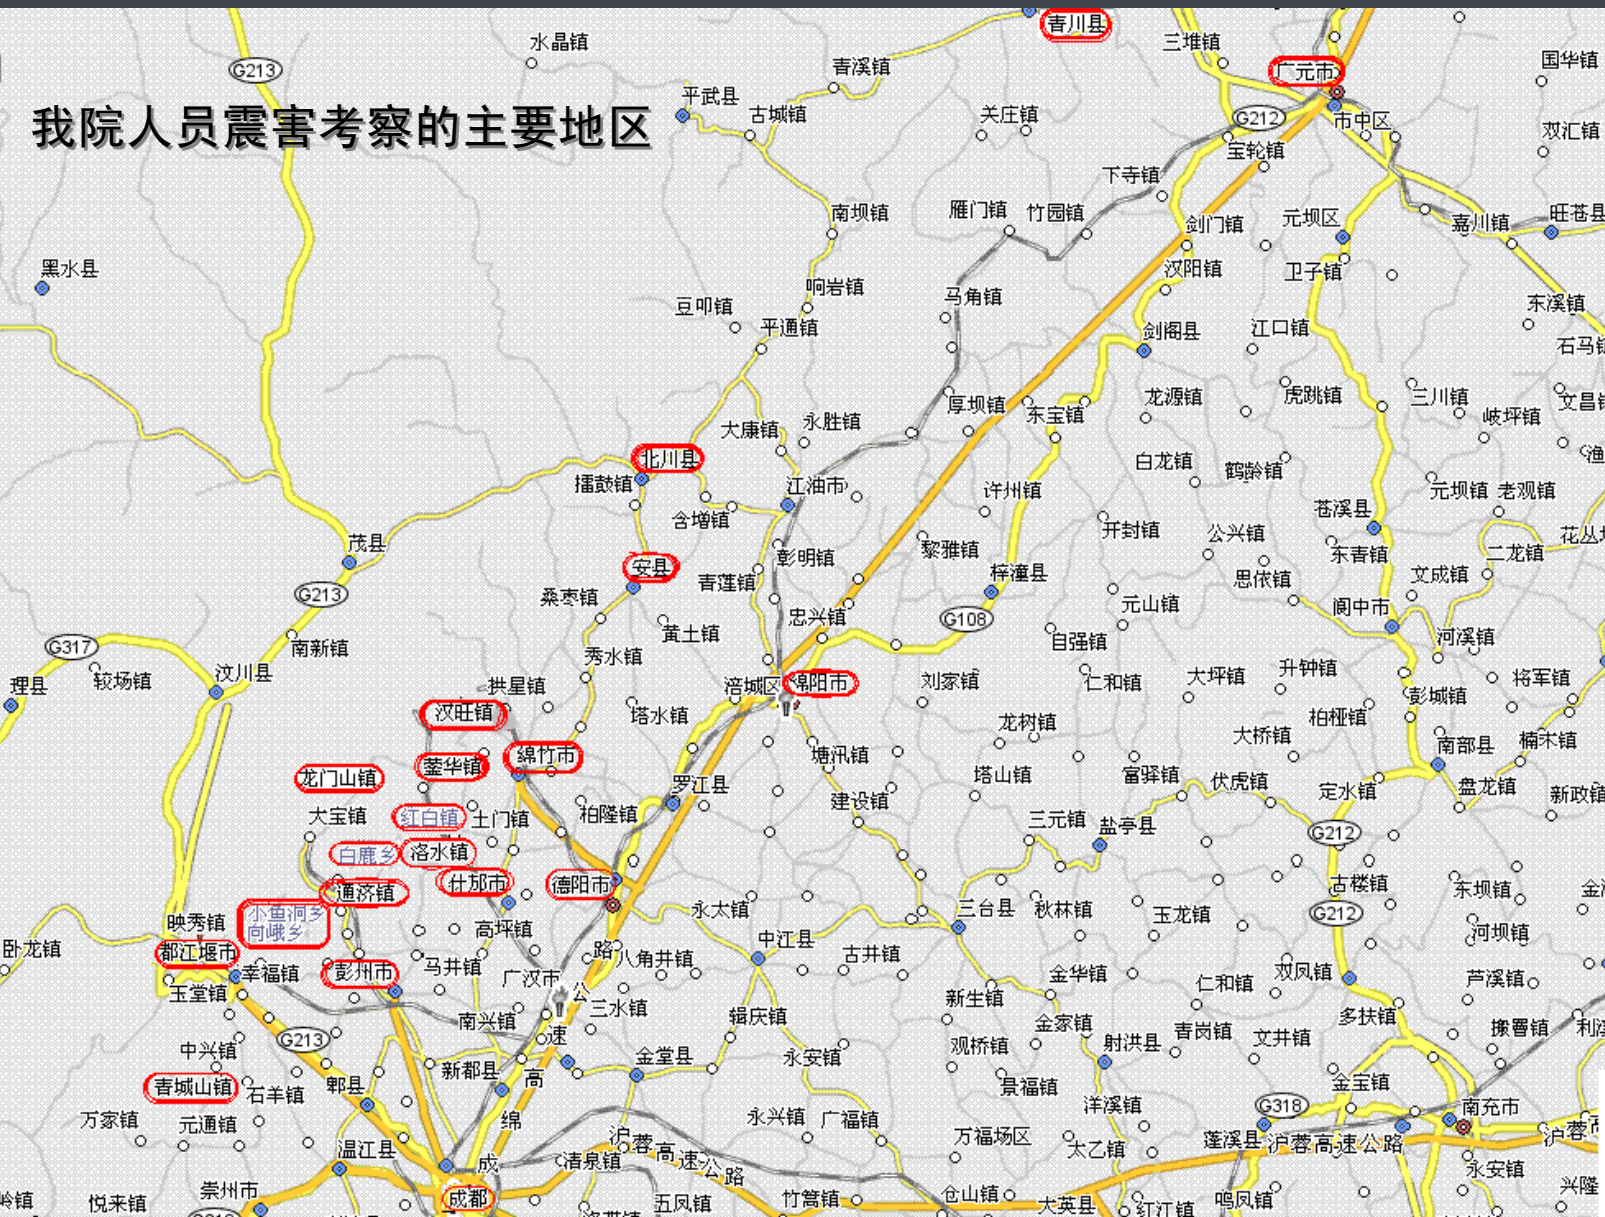 青川县
水晶镇
三堆镇
国华镇
青溪镇
G213
广元市
平武县
古城镇
关庄镇
G212
市中区
双汇镇
我院人员震害考察的主要地区
宝轮镇
下寺镇
南坝镇
雁门镇
竹园镇
剑门镇
元坝区
嘉川镇
旺苍县
黑水县
汉阳镇
卫子镇
响岩镇
马角镇
豆叩镇
平通镇
东溪镇
剑阁县
江口镇
石马镇
厚坝镇
东宝镇
龙源镇
虎跳镇
三川镇
文昌镇
大康镇
永胜镇
岐坪镇
北川县
白龙镇
鹤龄镇
擂鼓镇
江油市
许州镇
元坝镇
老观镇
含增镇
苍溪县
开封镇
公兴镇
茂县
彭明镇
黎雅镇
东青镇
二龙镇
安县
青莲镇
梓潼县
思依镇
文成镇
G213
桑枣镇
元山镇
阆中市
忠兴镇
G108
黄土镇
自强镇
河溪镇
G317
南新镇
秀水镇
汶川县
升钟镇
理县
较场镇
拱星镇
涪城区
绵阳市
刘家镇
仁和镇
大坪镇
将军镇
彭城镇
汉旺镇
塔水镇
龙树镇
柏桠镇
大桥镇
绵竹市
塘汛镇
南部县
楠木镇
龙门山镇
蓥华镇
罗江县
塔山镇
富驿镇
伏虎镇
定水镇
盘龙镇
建设镇
新政镇
大宝镇
红白镇
土门镇
柏隆镇
三元镇
盐亭县
G212
白鹿乡
洛水镇
通济镇
什邡市
德阳市
古楼镇
东坝镇
映秀镇
小鱼洞乡
向峨乡
永太镇
三台县
秋林镇
玉龙镇
G212
卧龙镇
都江堰市
高坪镇
中江县
河坝镇
路
八角井镇
古井镇
幸福镇
彭州市
马井镇
广汉市
金华镇
仁和镇
双凤镇
芦溪镇
玉堂镇
公
三水镇
新生镇
南兴镇
辑庆镇
金家镇
多扶镇
G213
速
青岗镇
文井镇
中兴镇
金堂县
永安镇
观桥镇
射洪县
青城山镇
石羊镇
郫县
新都县
高
景福镇
金宝镇
万家镇
元通镇
绵
永兴镇
广福镇
洋溪镇
G318
南充市
温江县
成
沪蓉高速公路
清泉镇
万福场区
太乙镇
蓬溪县
沪蓉高速公路
永安镇
悦来镇
崇州市
成都
五凤镇
竹篙镇
仓山镇
大英县
红江镇
鸣凤镇